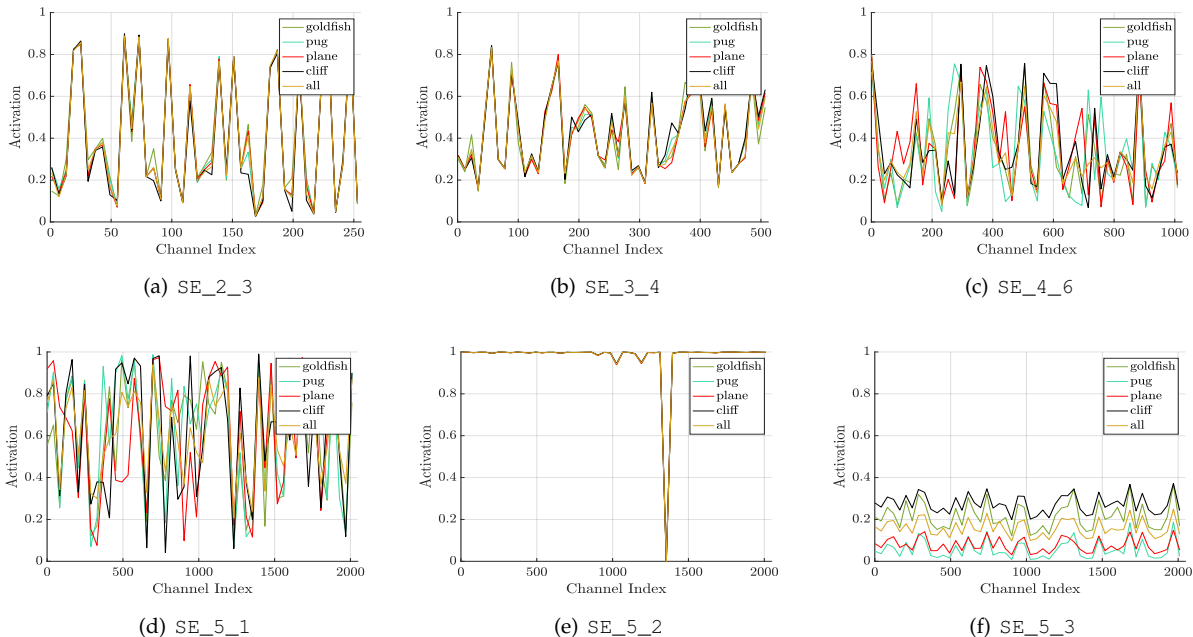 1
0.8
0.6
0.4
0.2
0
Activation
0 50 100 150 200 250
Channel Index
goldfish
pug
plane
cliff
all
(a) SE_2_3
1
0.8
0.6
0.4
0.2
0
Activation
0 100 200 300 400 500
Channel Index
goldfish
pug
plane
cliff
all
(b) SE_3_4
1
0.8
0.6
0.4
0.2
0
Activation
0 200 400 600 800 1000
Channel Index
goldfish
pug
plane
cliff
all
(c) SE_4_6
1
0.8
0.6
0.4
0.2
0
Activation
0 500 1000 1500 2000
Channel Index
goldfish
pug
plane
cliff
all
(d) SE_5_1
1
0.8
0.6
0.4
0.2
0
Activation
0 500 1000 1500 2000
Channel Index
goldfish
pug
plane
cliff
all
(e) SE_5_2
1
0.8
0.6
0.4
0.2
0
Activation
0 500 1000 1500 2000
Channel Index
goldfish
pug
plane
cliff
all
(f) SE_5_3